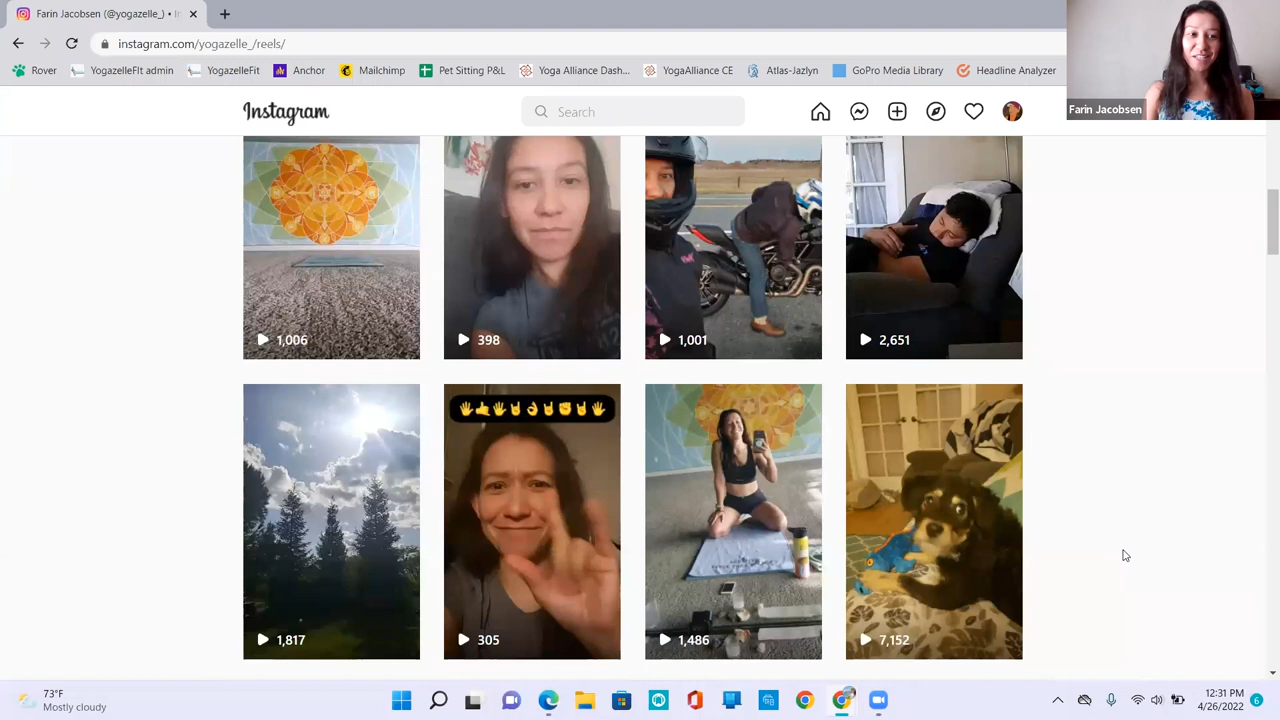 Farin Jacobsen (@yogazelle_) • In
instagram.com/yogazelle_/reels/
Rover
YogazelleFIt admin
YogazelleFit
Anchor
Mailchimp
Pet Sitting P&L
Yoga Alliance Dash...
YogaAlliance CE
Atlas-Jazlyn
GoPro Media Library
Headline Analyzer
Farin Jacobsen
Instagram
Search
1,006
398
1,001
2,651
1,817
305
1,486
7,152
73°F
Mostly cloudy
12:31 PM
4/26/2022
6